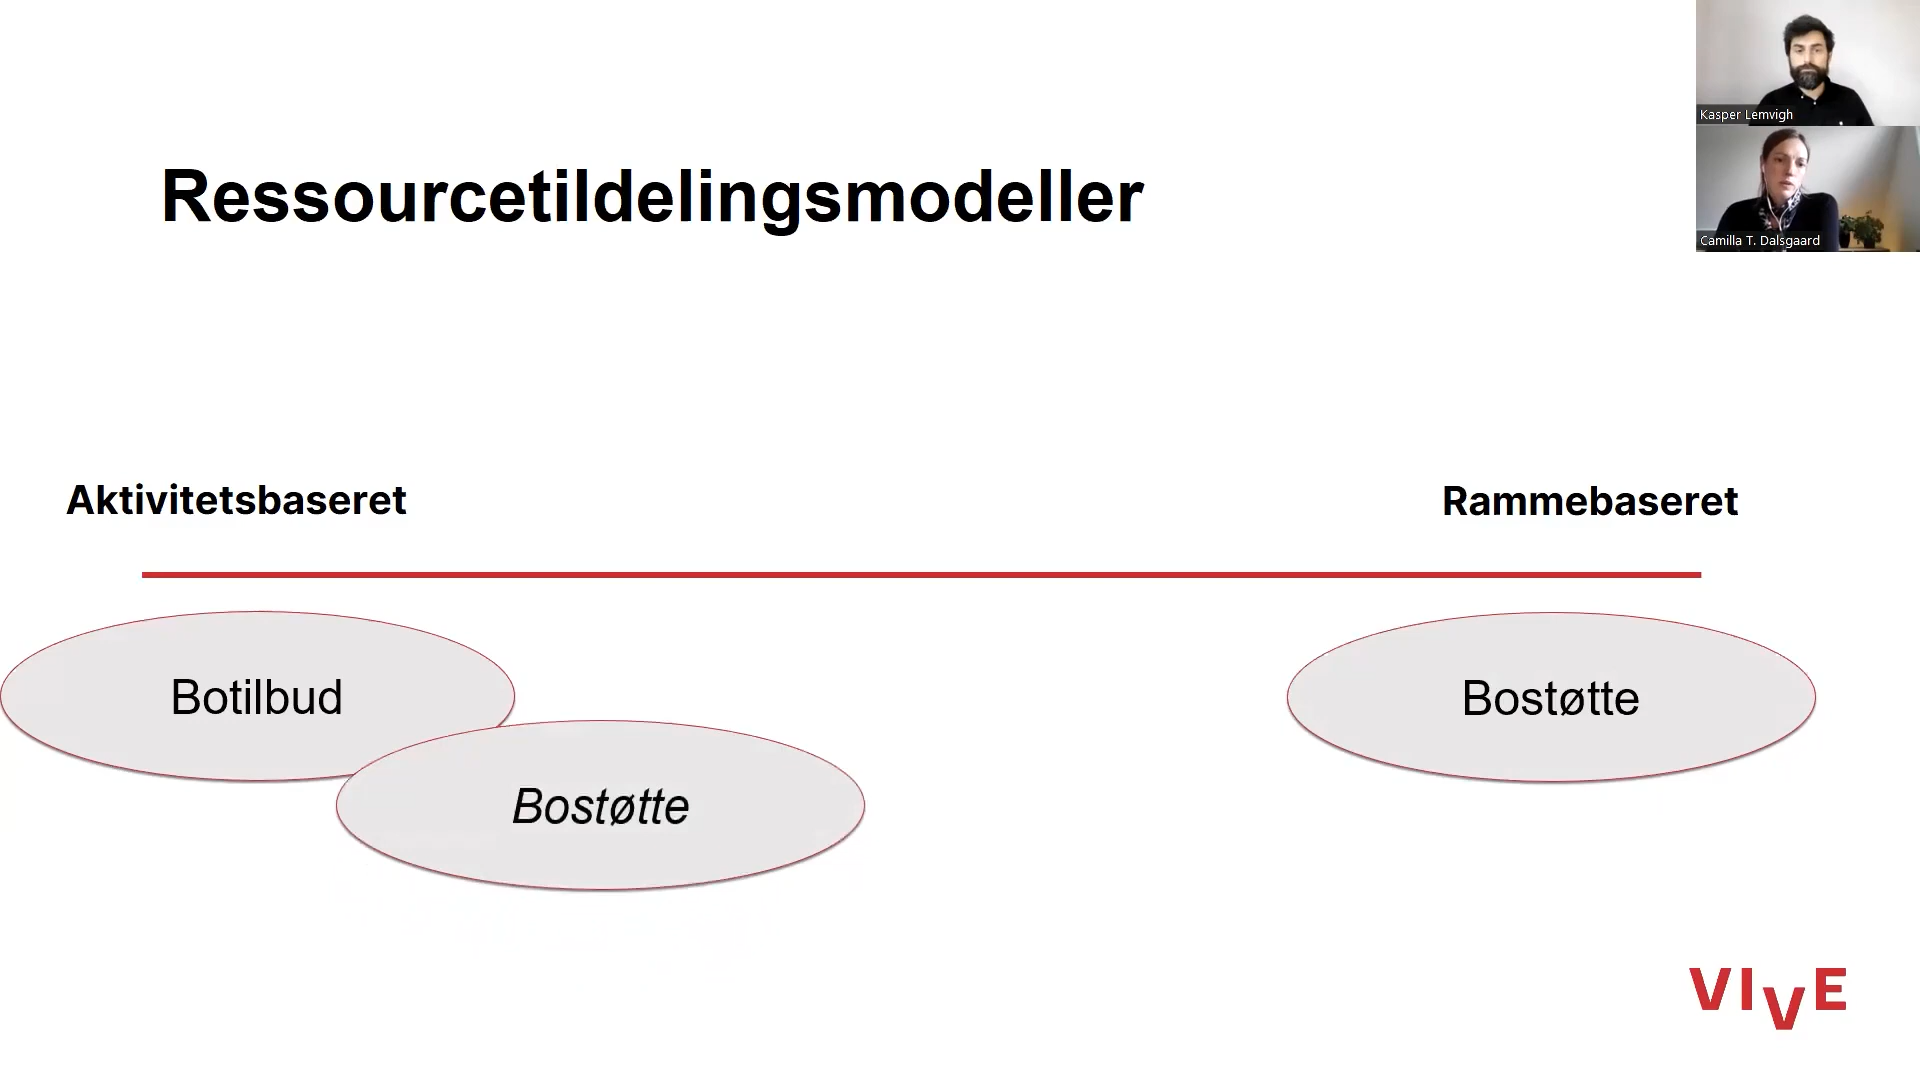 Kasper Lemvigh
Camilla T. Dalsgaard
Ressourcetildelingsmodeller
Aktivitetsbaseret
Rammebaseret
Botilbud
Bostøtte
Bostøtte
VIVE